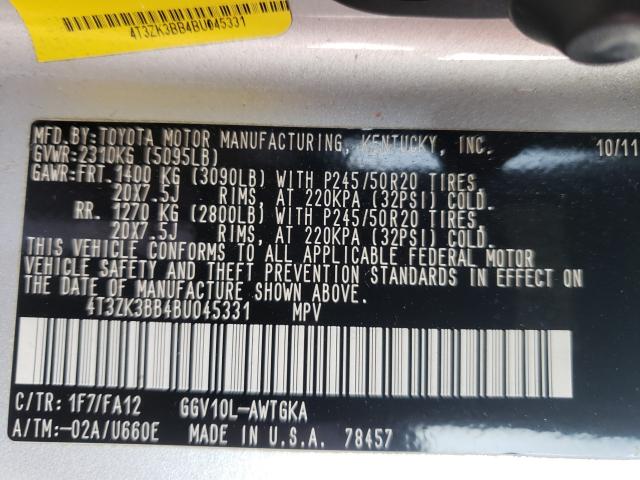 4T3ZK3BB4BU045331
MFD.BY:TOYOTA MOTOR MANUFACTURING, KENTUCKY, INC. 10/11
GVWR:2310KG (5095LB)
GAWR:FRT.1400 KG (3090LB) WITH P245/50R20 TIRES,
20X7.5J RIMS, AT 220KPA (32PSI) COLD.
RR. 1270 KG (2800LB) WITH P245/50R20 TIRES,
20X7.5J RIMS, AT 220KPA (32PSI) COLD.
THIS VEHICLE CONFORMS TO ALL APPLICABLE FEDERAL MOTOR
VEHICLE SAFETY AND THEFT PREVENTION STANDARDS IN EFFECT ON
THE DATE OF MANUFACTURE SHOWN ABOVE.
4T3ZK3BB4BU045331 MPV
C/TR: 1F7/FA12 GGV10L-AWTGKA
A/TM:-02A/U660E MADE IN U.S.A. 78457